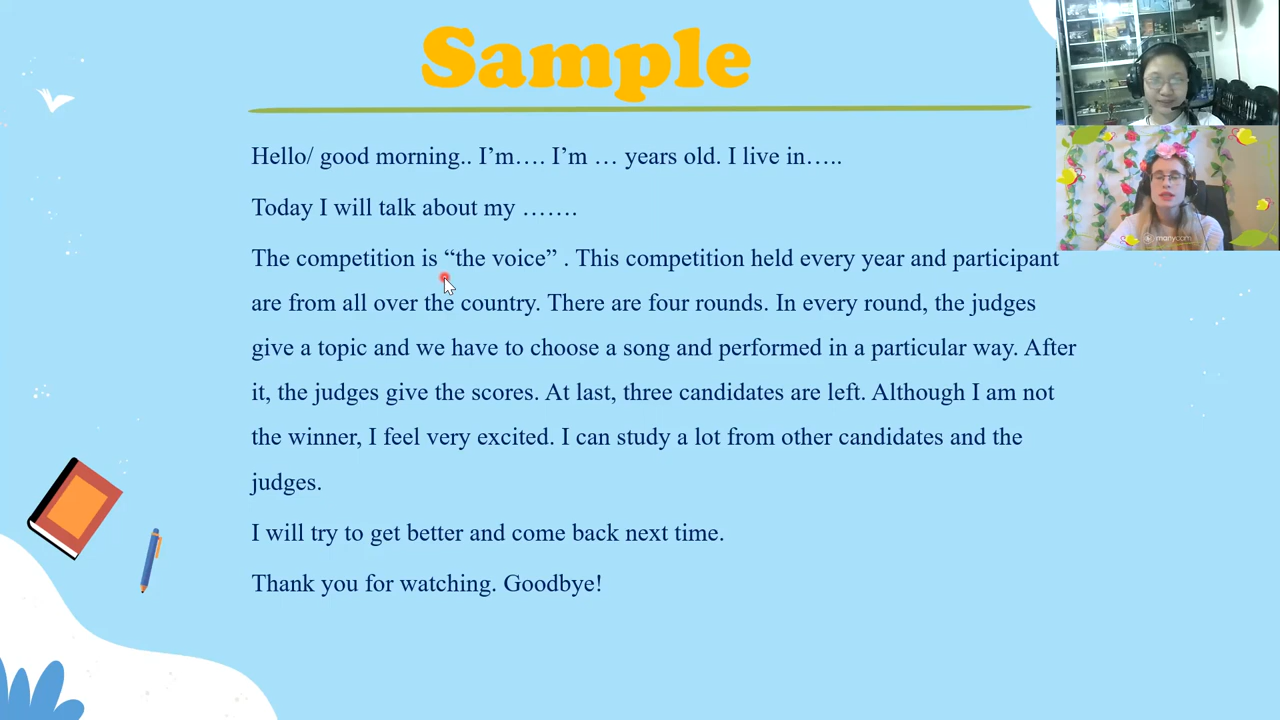 Sample
Hello/ good morning.. I’m…. I’m … years old. I live in…..
Today I will talk about my …….
The competition is “the voice” . This competition held every year and participant
are from all over the country. There are four rounds. In every round, the judges
give a topic and we have to choose a song and performed in a particular way. After
it, the judges give the scores. At last, three candidates are left. Although I am not
the winner, I feel very excited. I can study a lot from other candidates and the
judges.
I will try to get better and come back next time.
Thank you for watching. Goodbye!
manycam